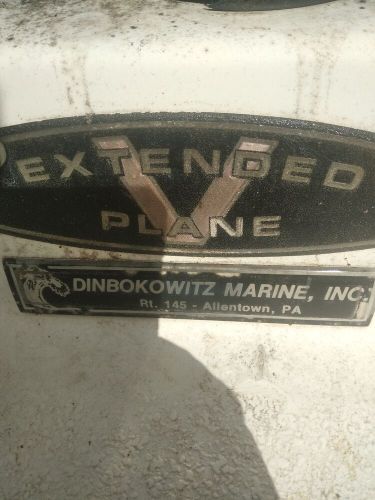 EXTENDED
V
PLANE
DINBOKOWITZ MARINE, INC.
Rt. 145 - Allentown, PA